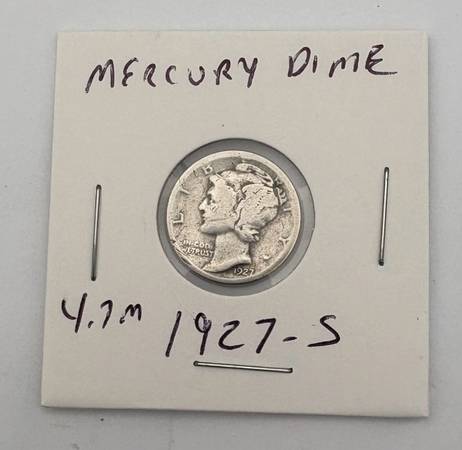 MERCURY DIME
LIBERTY
IN GOD
WE TRUST
1927
4.7M 1927-S